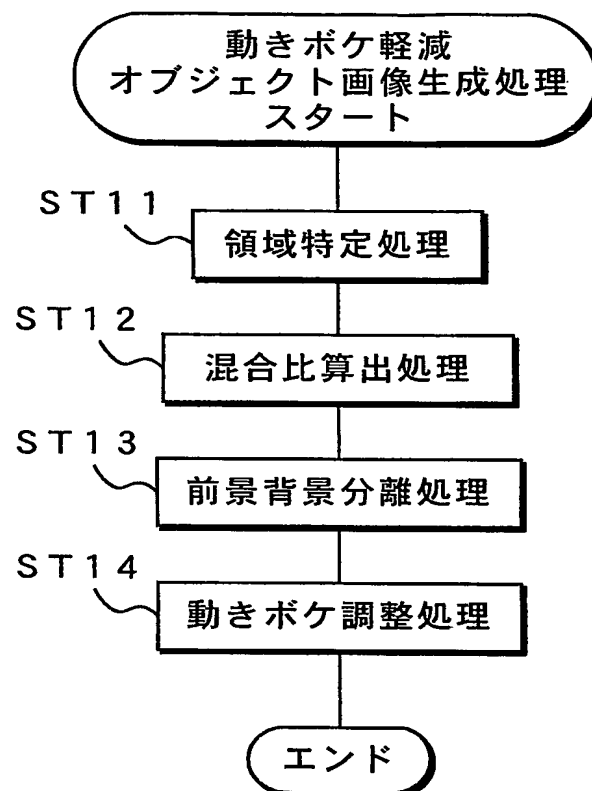 動きボケ軽減
オブジェクト画像生成処理
スタート
ST11
領域特定処理
ST12
混合比算出処理
ST13
前景背景分離処理
ST14
動きボケ調整処理
エンド